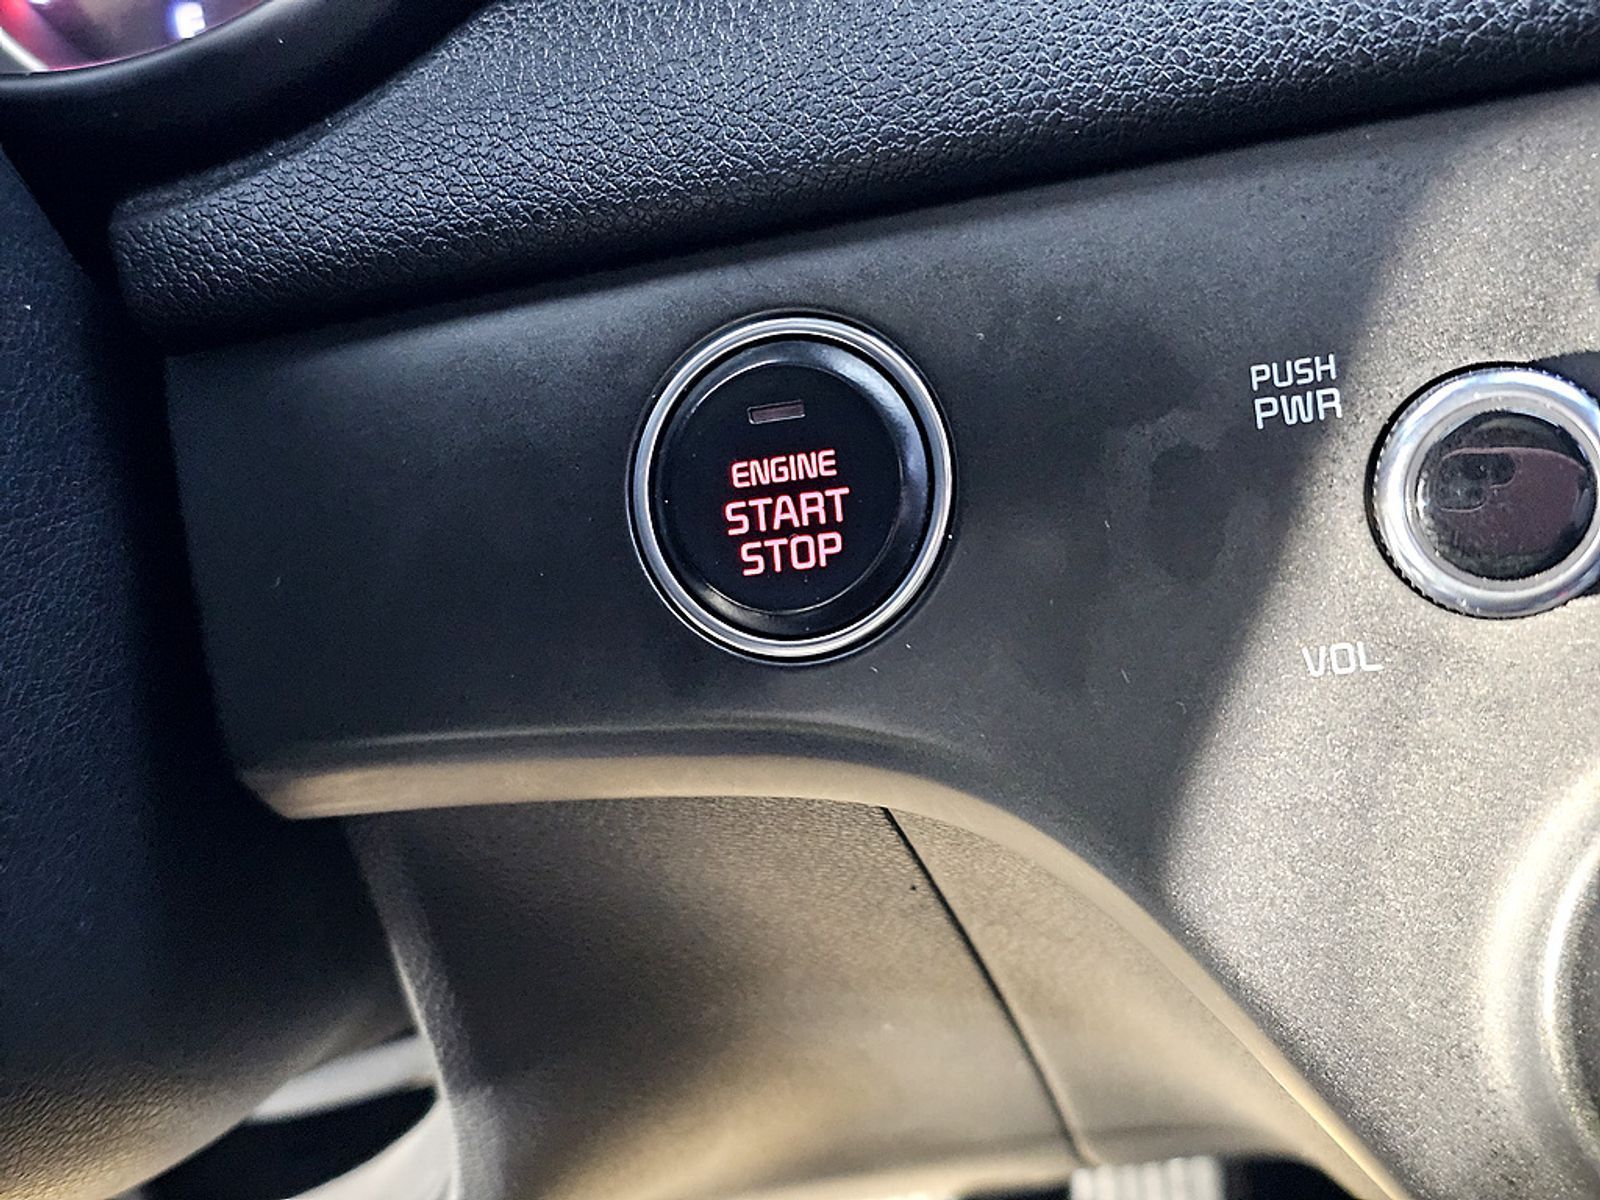 ENGINE
START
STOP
PUSH
PWR
VOL